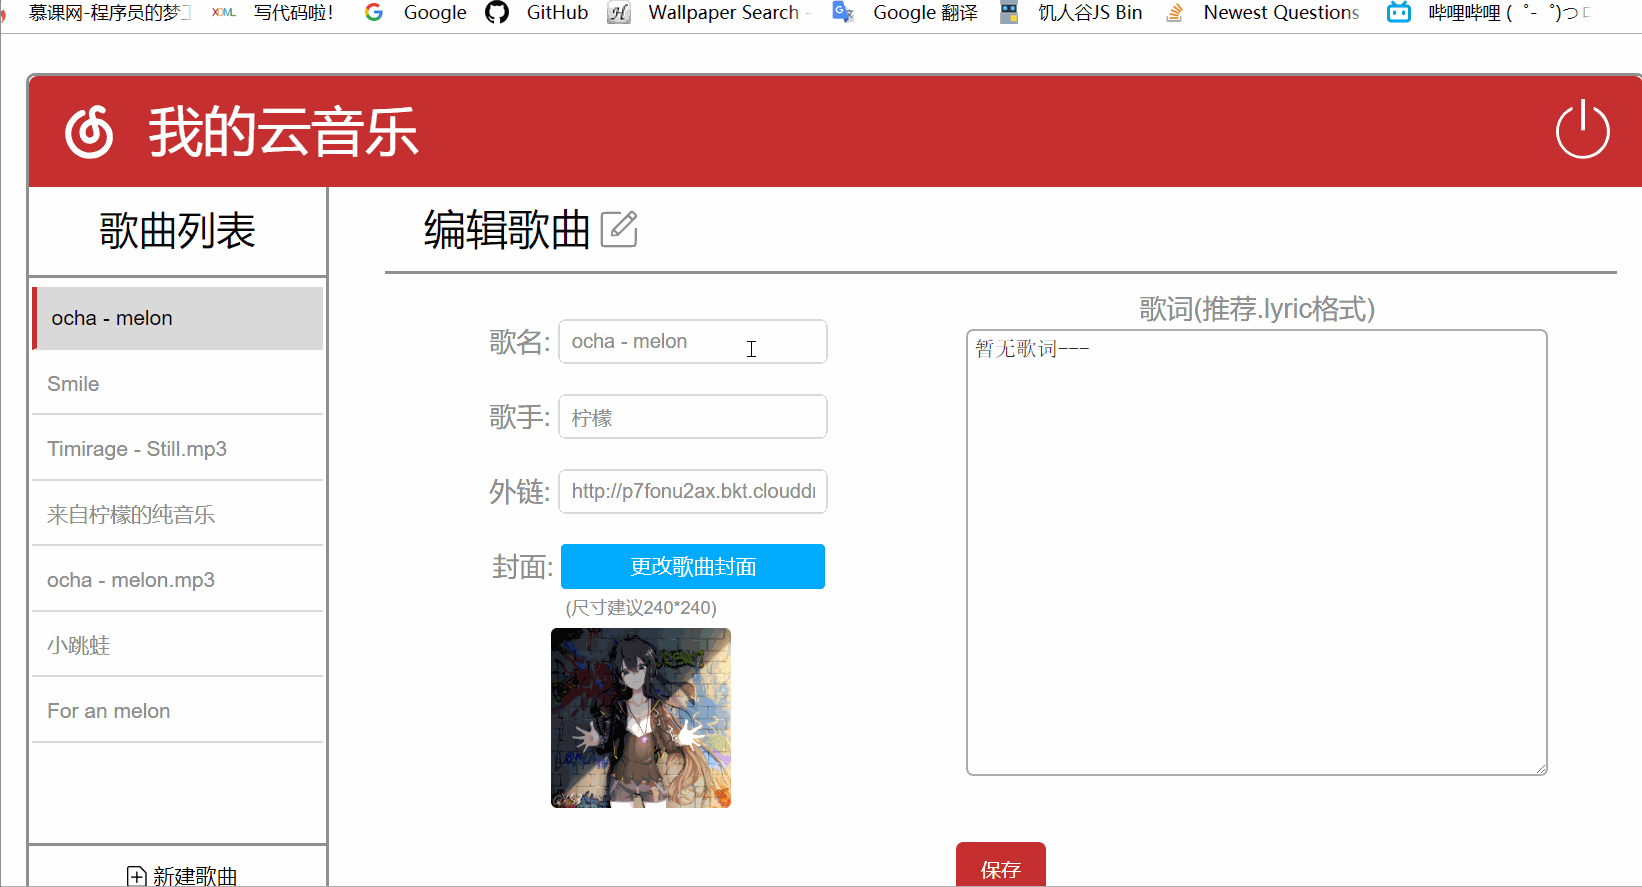 慕课网-程序员的梦工 XDML 写代码啦！ Google GitHub Wallpaper Search - Google 翻译 饥人谷JS Bin Newest Questions 哔哩哔哩 ( ゜- ゜)つ
我的云音乐
歌曲列表
ocha - melon
Smile
Timirage - Still.mp3
来自柠檬的纯音乐
ocha - melon.mp3
小跳蛙
For an melon
新建歌曲
编辑歌曲
歌名: ocha - melon
歌手: 柠檬
外链: http://p7fonu2ax.bkt.clouddn
封面: 更改歌曲封面
(尺寸建议240*240)
歌词(推荐.lyric格式)
暂无歌词---
保存